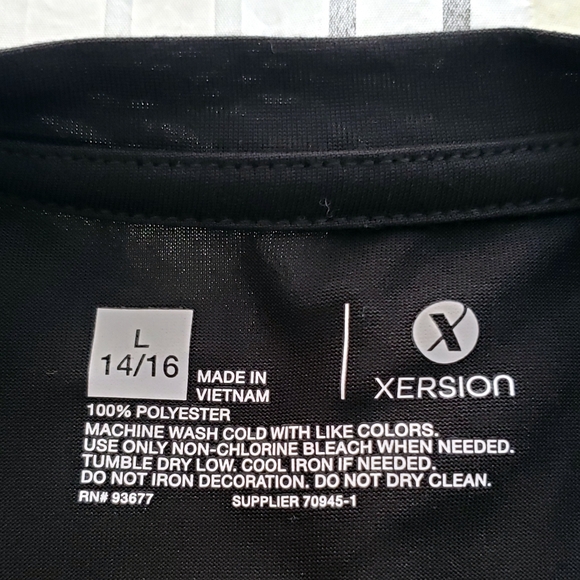 L
14/16
MADE IN
VIETNAM
X
XERSION
100% POLYESTER
MACHINE WASH COLD WITH LIKE COLORS.
USE ONLY NON-CHLORINE BLEACH WHEN NEEDED.
TUMBLE DRY LOW. COOL IRON IF NEEDED.
DO NOT IRON DECORATION. DO NOT DRY CLEAN.
RN# 93677 SUPPLIER 70945-1